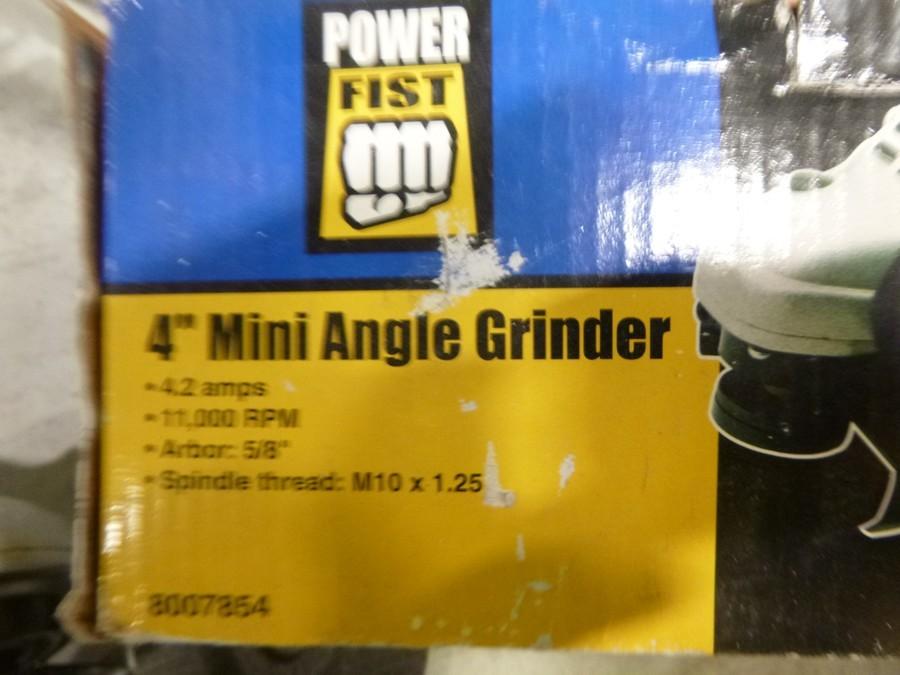 POWER
FIST
4" Mini Angle Grinder
• 4.2 amps
• 11,000 RPM
• Arbor: 5/8"
• Spindle thread: M10 x 1.25
8007854